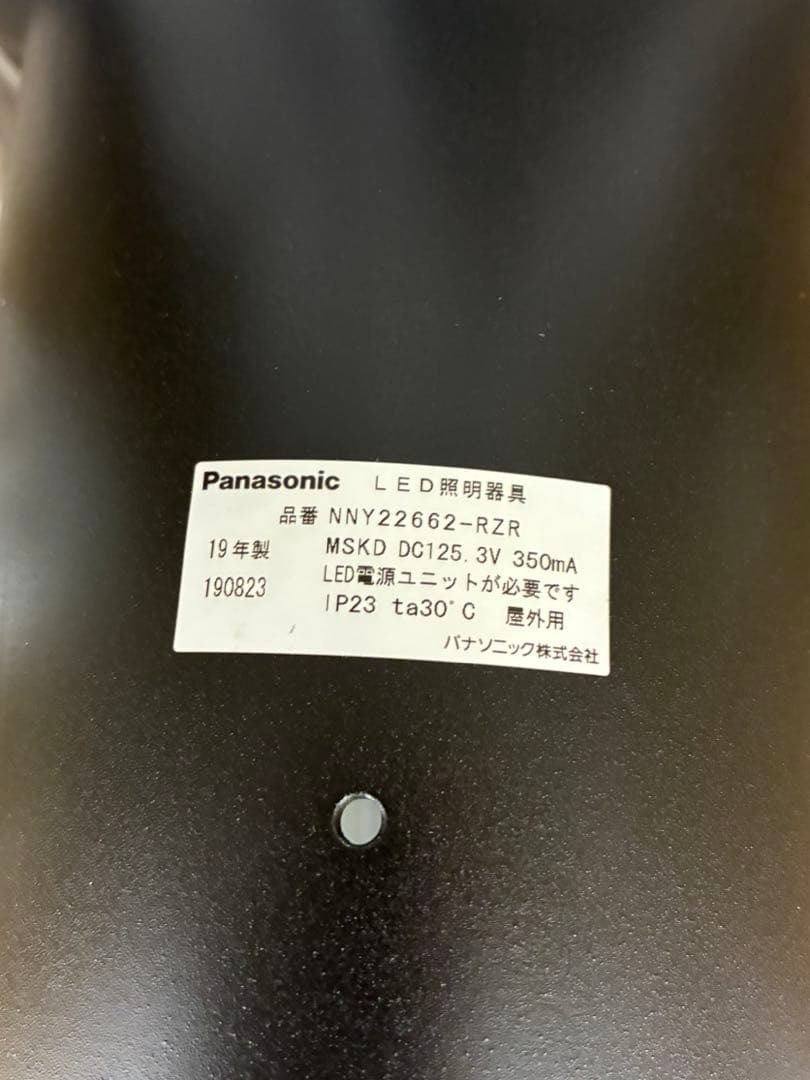 Panasonic LED照明器具
品番 NNY22662-RZR
19年製 MSKD DC125.3V 350mA
190823 LED電源ユニットが必要です
IP23 ta30°C 屋外用
パナソニック株式会社